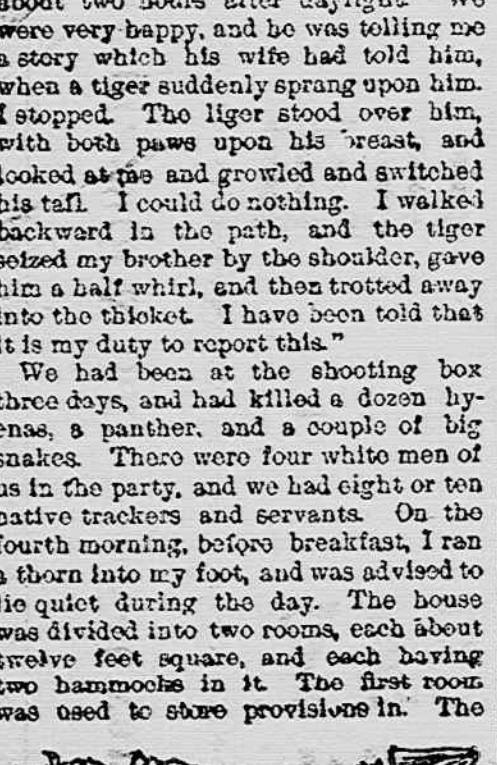 about two hours after daylight. We
were very happy, and he was telling me
a story which his wife had told him,
when a tiger suddenly sprang upon him.
I stopped. The tiger stood over him,
with both paws upon his breast, and
looked at me and growled and switched
his tail. I could do nothing. I walked
backward in the path, and the tiger
seized my brother by the shoulder, gave
him a half whirl, and then trotted away
into the thicket. I have been told that
it is my duty to report this."
We had been at the shooting box
three days, and had killed a dozen hy-
enas, a panther, and a couple of big
snakes. There were four white men of
us in the party, and we had eight or ten
native trackers and servants. On the
fourth morning, before breakfast, I ran
a thorn into my foot, and was advised to
lie quiet during the day. The house
was divided into two rooms, each about
twelve feet square, and each having
two hammocks in it. The first room
was used to store provisions in. The